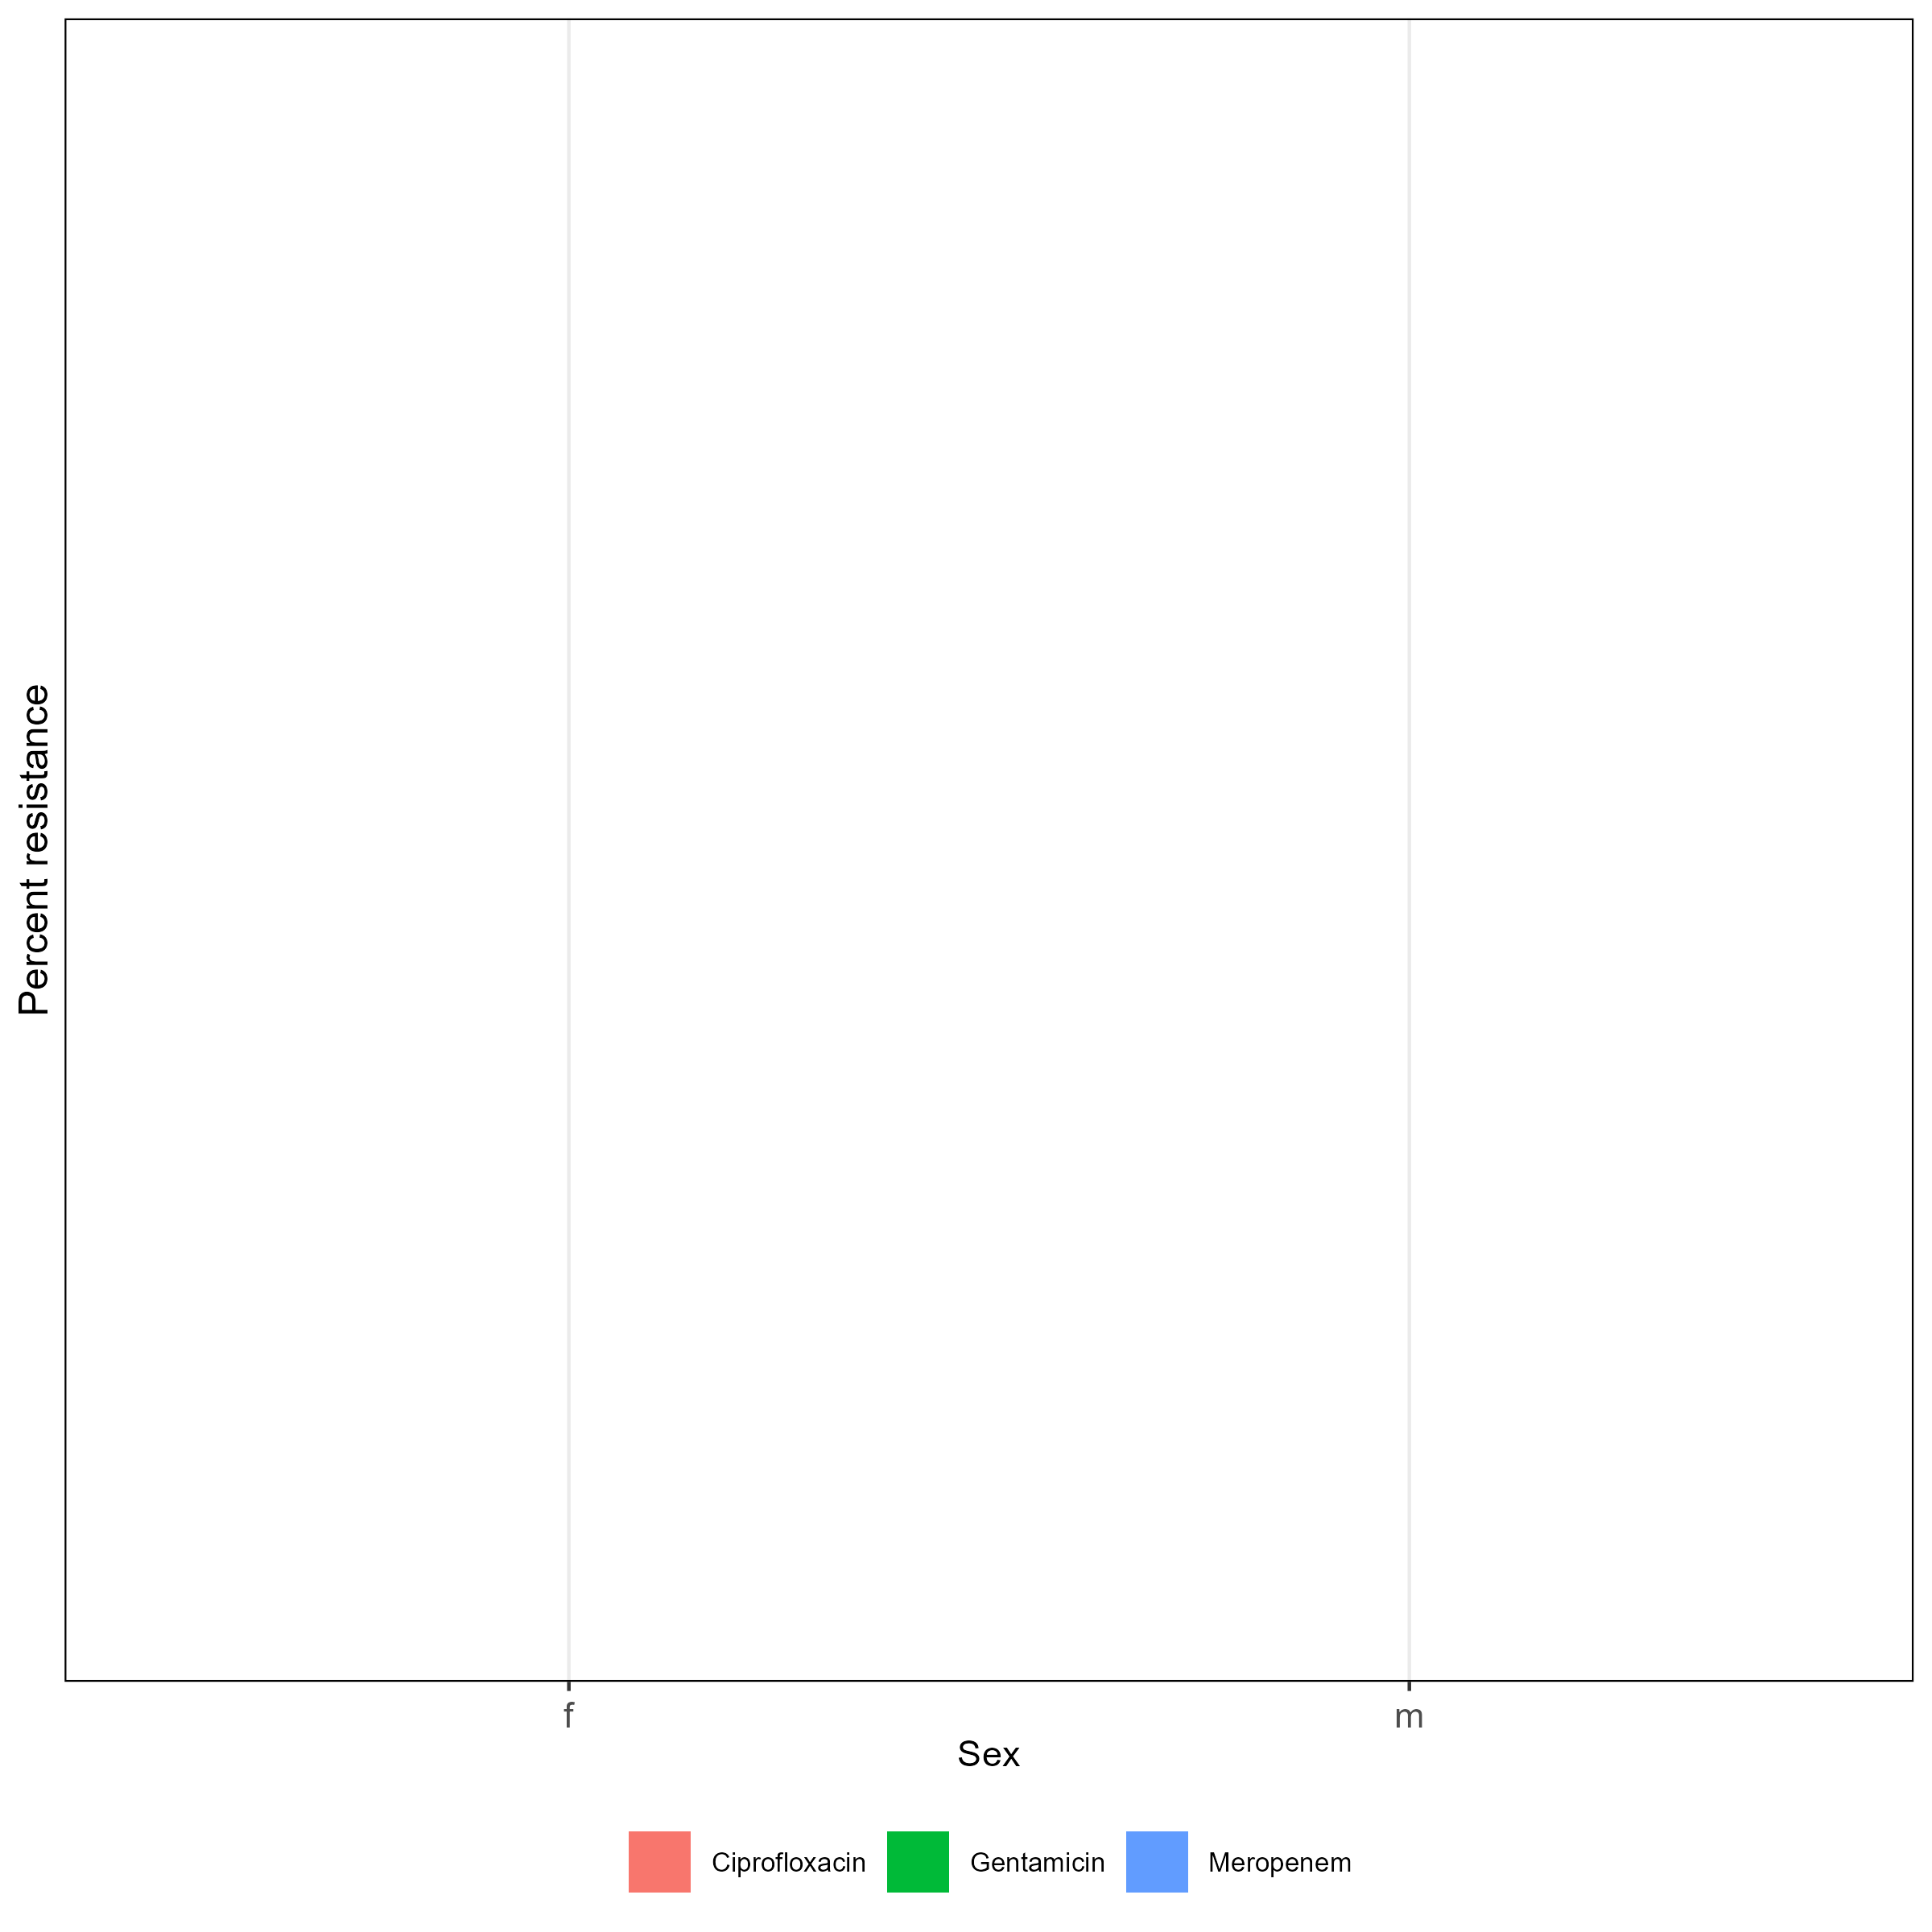 Percent resistance
f
m
Sex
Ciprofloxacin
Gentamicin
Meropenem